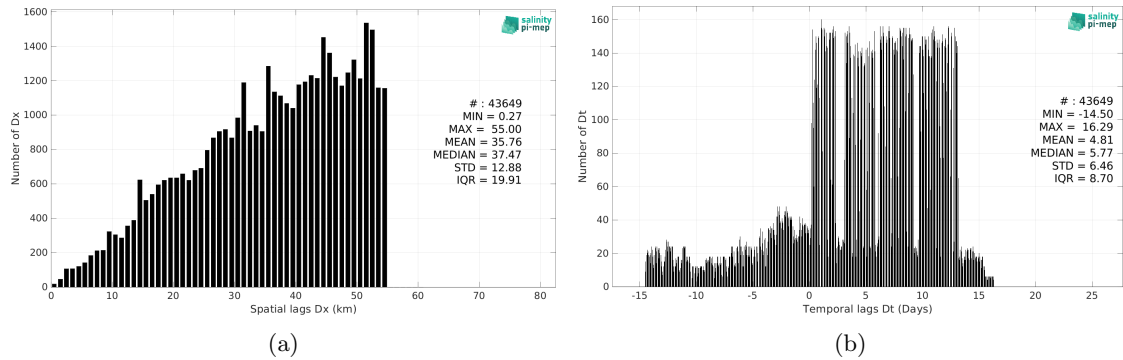 1600
1400
1200
1000
800
600
400
200
0
Number of Dx
salinity
pi-mep
# : 43649
MIN = 0.27
MAX = 55.00
MEAN = 35.76
MEDIAN = 37.47
STD = 12.88
IQR = 19.91
0 10 20 30 40 50 60 70 80
Spatial lags Dx (km)
(a)
160
140
120
100
80
60
40
20
0
Number of Dt
salinity
pi-mep
# : 43649
MIN = -14.50
MAX = 16.29
MEAN = 4.81
MEDIAN = 5.77
STD = 6.46
IQR = 8.70
-15 -10 -5 0 5 10 15 20 25
Temporal lags Dt (Days)
(b)